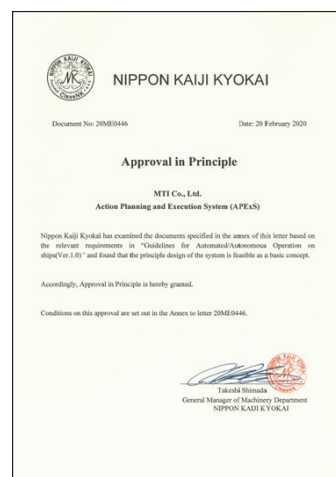 NIPPON KAIJI KYOKAI
Document No: 20ME0446
Date: 20 February 2020
Approval in Principle
MTI Co., Ltd.
Action Planning and Execution System (APExS)
Nippon Kaiji Kyokai has examined the documents specified in the annex of this letter based on
the relevant requirements in “Guidelines for Automated/Autonomous Operation on
ships(Ver.1.0)” and found that the principle design of the system is feasible as a basic concept.
Accordingly, Approval in Principle is hereby granted.
Conditions on this approval are set out in the Annex to letter 20ME0446.
Takeshi Shimada
General Manager of Machinery Department
NIPPON KAIJI KYOKAI